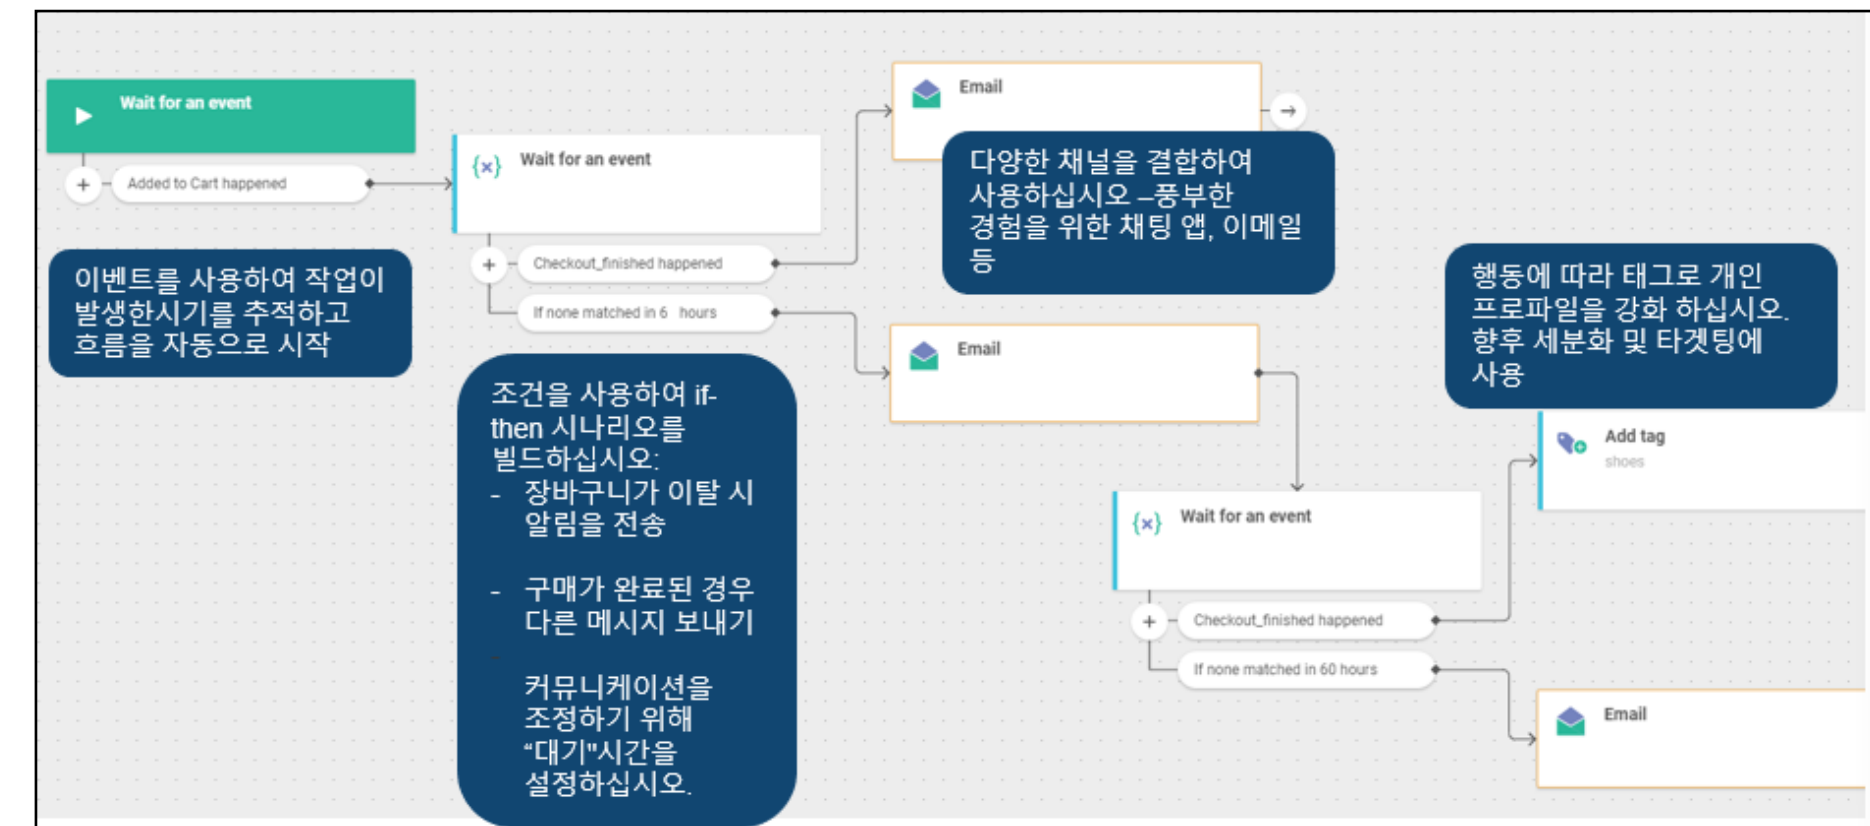 Wait for an event
Added to Cart happened
이벤트를 사용하여 작업이
발생한시기를 추적하고
흐름을 자동으로 시작
Wait for an event
Checkout_finished happened
If none matched in 6 hours
조건을 사용하여 if-
then 시나리오를
빌드하십시오:
- 장바구니가 이탈 시
알림을 전송
- 구매가 완료된 경우
다른 메시지 보내기
-
커뮤니케이션을
조정하기 위해
“대기"시간을
설정하십시오.
Email
다양한 채널을 결합하여
사용하십시오 –풍부한
경험을 위한 채팅 앱, 이메일
등
Email
Wait for an event
Checkout_finished happened
If none matched in 60 hours
행동에 따라 태그로 개인
프로파일을 강화 하십시오.
향후 세분화 및 타겟팅에
사용
Add tag
shoes
Email